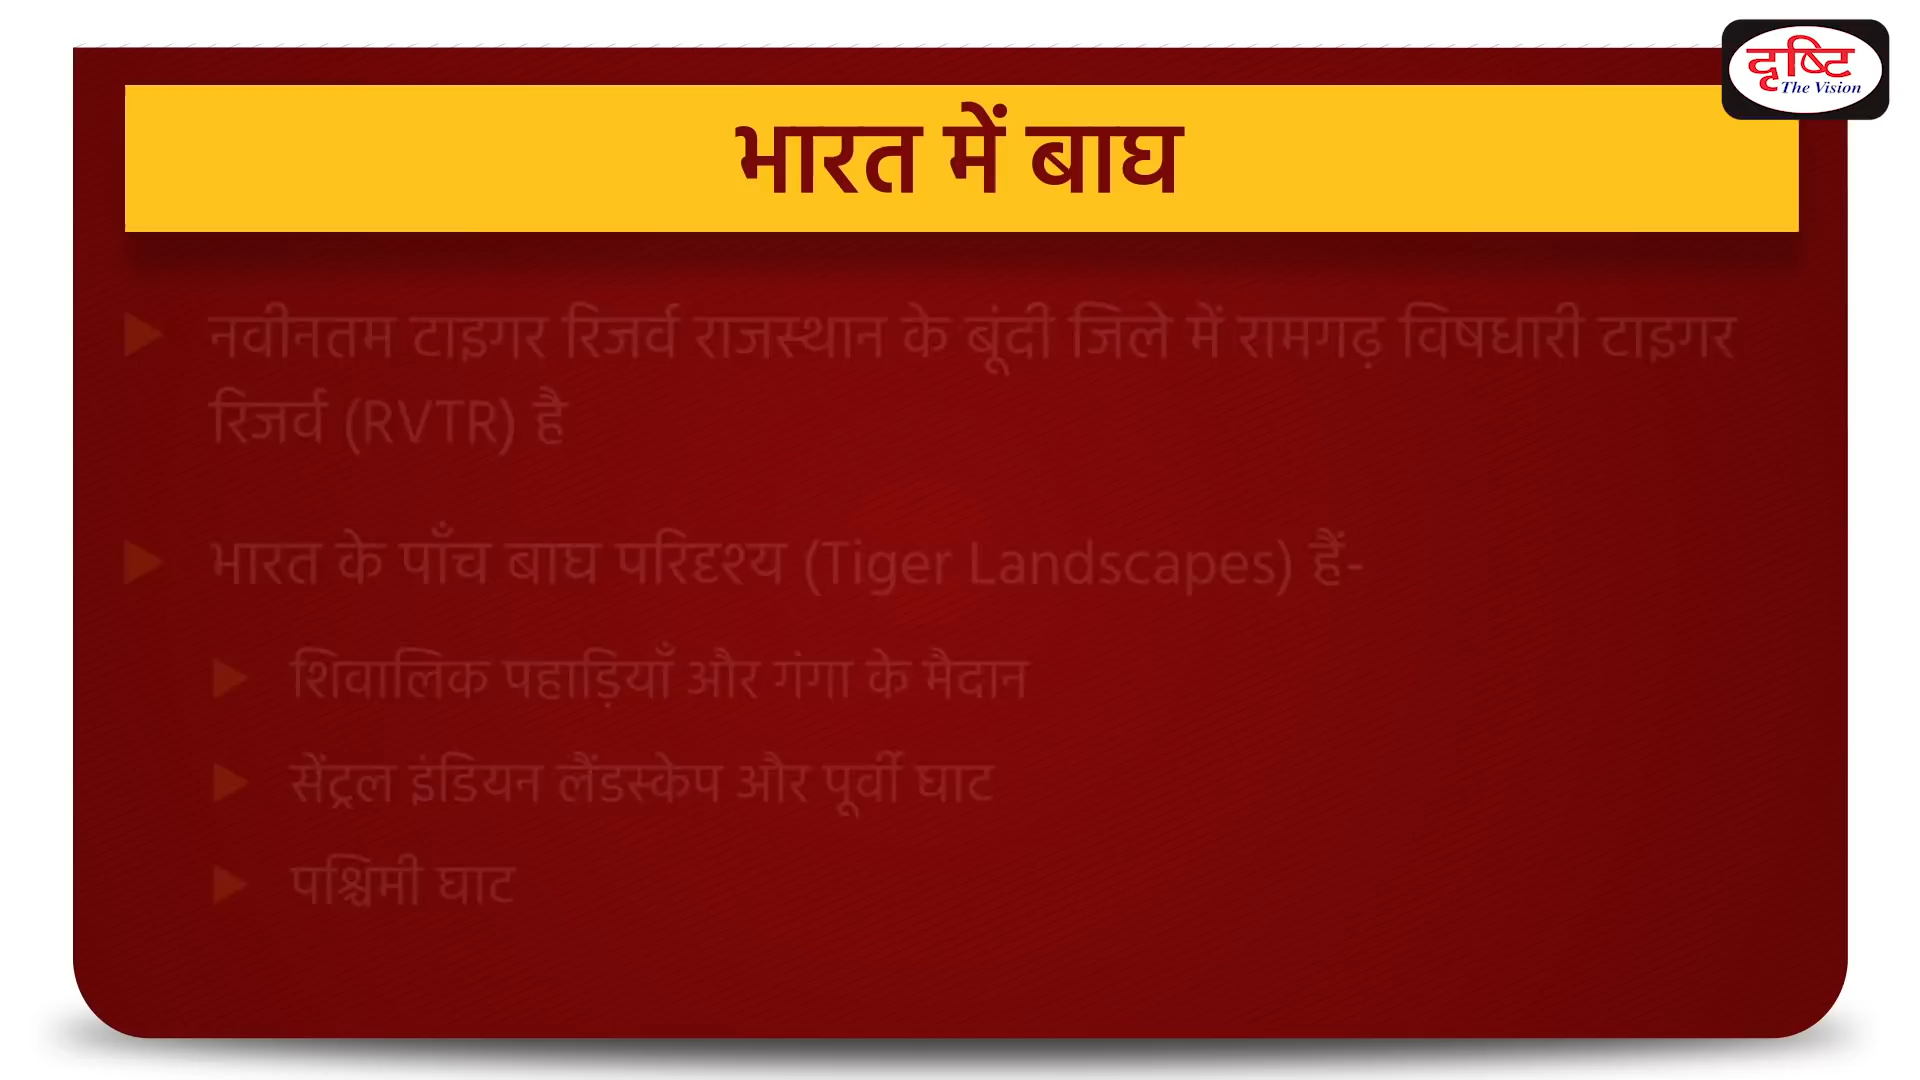 दृष्टि
The Vision
भारत में बाघ
नवीनतम टाइगर रिजर्व राजस्थान के बूंदी जिले में रामगढ़ विषधारी टाइगर
रिजर्व (RVTR) है
भारत के पाँच बाघ परिदृश्य (Tiger Landscapes) हैं-
शिवालिक पहाड़ियाँ और गंगा के मैदान
सेंट्रल इंडियन लैंडस्केप और पूर्वी घाट
पश्चिमी घाट